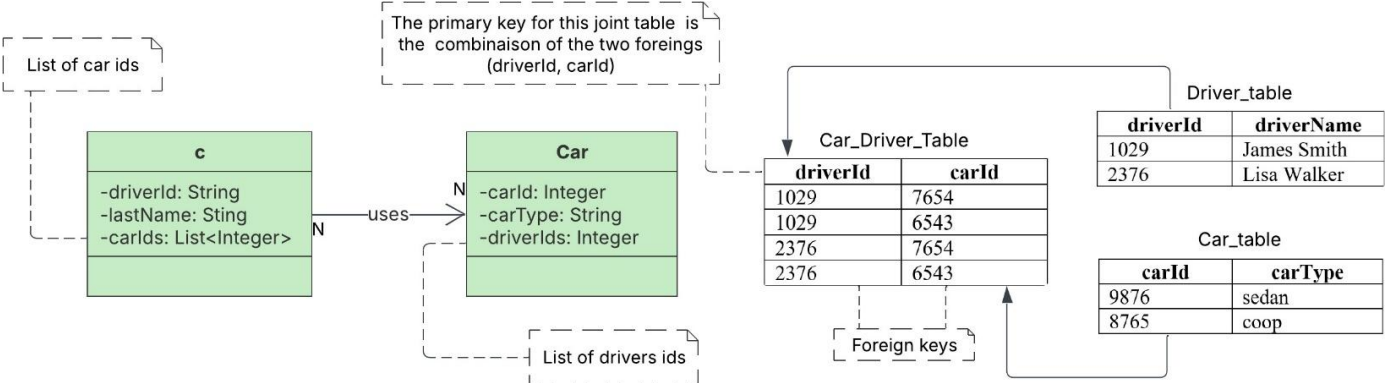 The primary key for this joint table is
the combinaison of the two foreings
(driverId, carId)
List of car ids
c
-driverId: String
-lastName: Sting
-carIds: List<Integer>
N
uses
N
Car
-carId: Integer
-carType: String
-driverIds: Integer
List of drivers ids
Car_Driver_Table
driverId carId
1029 7654
1029 6543
2376 7654
2376 6543
Foreign keys
Driver_table
driverId driverName
1029 James Smith
2376 Lisa Walker
Car_table
carId carType
9876 sedan
8765 coop